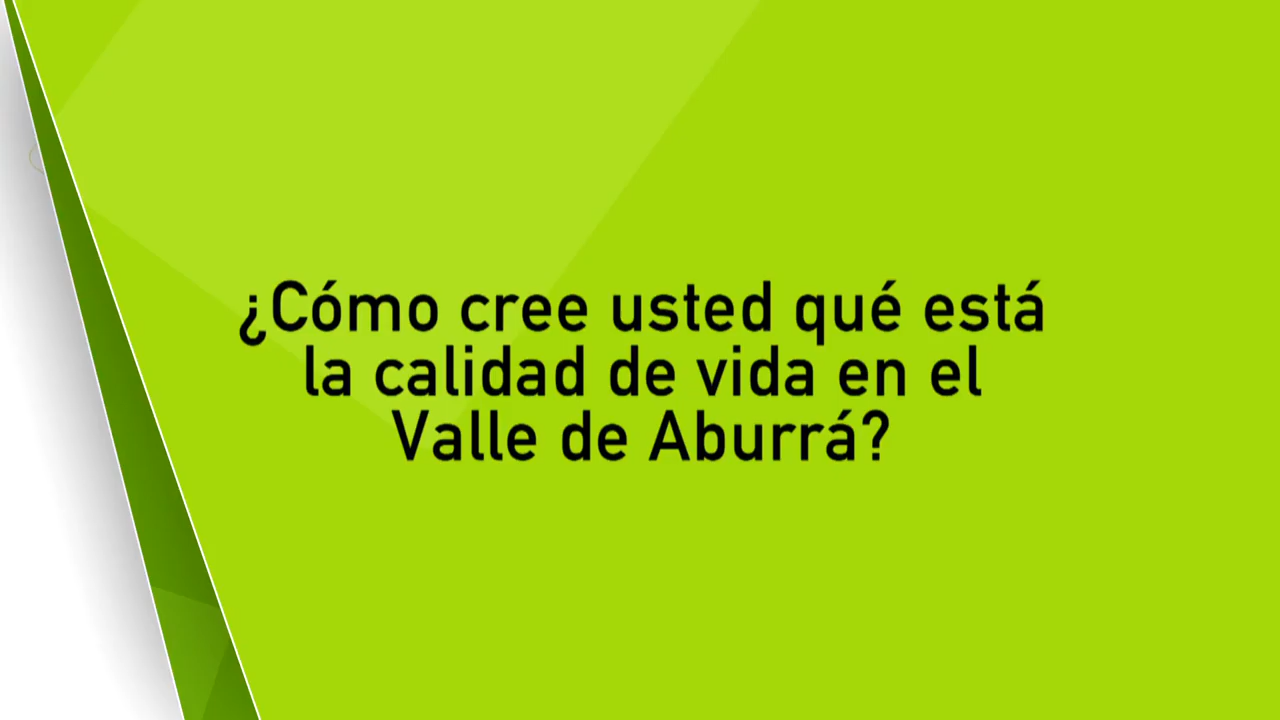 ¿Cómo cree usted qué está
la calidad de vida en el
Valle de Aburrá?